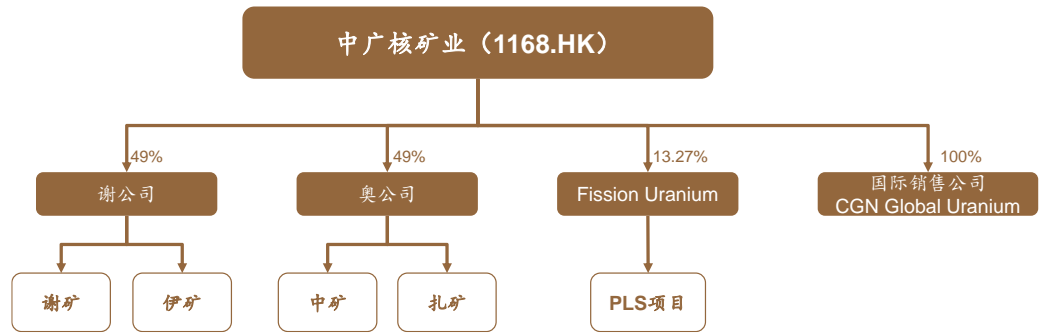 中广核矿业（1168.HK）
49%
49%
13.27%
100%
谢公司
奥公司
Fission Uranium
国际销售公司
CGN Global Uranium
谢矿
伊矿
中矿
扎矿
PLS项目